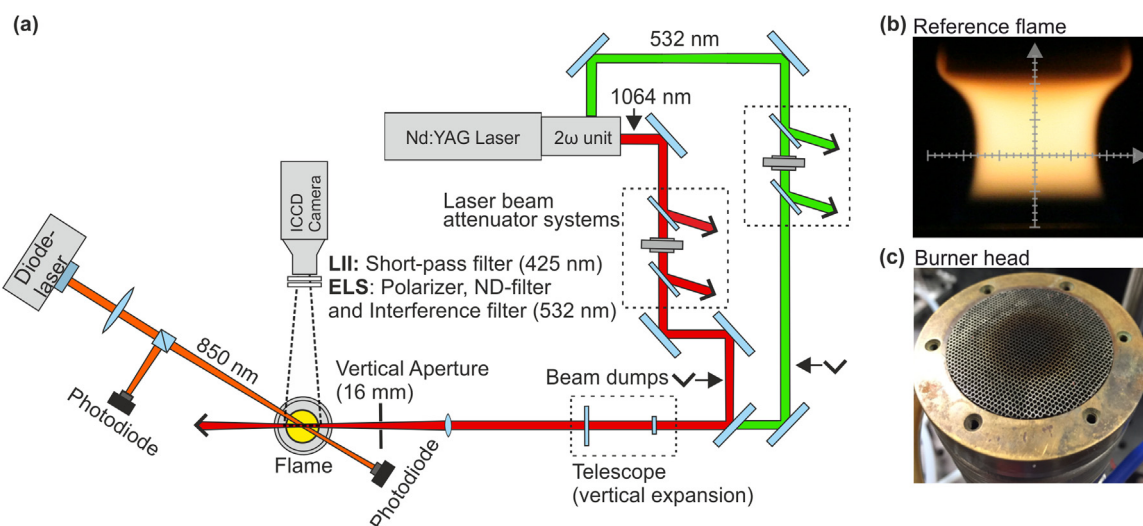 (a)
532 nm
1064 nm
Nd:YAG Laser
2ω unit
ICCD
Camera
Laser beam
attenuator systems
LII: Short-pass filter (425 nm)
ELS: Polarizer, ND-filter
and Interference filter (532 nm)
Diode-
laser
850 nm
Photodiode
Vertical Aperture
(16 mm)
Beam dumps
Flame
Photodiode
Telescope
(vertical expansion)
(b) Reference flame
(c) Burner head